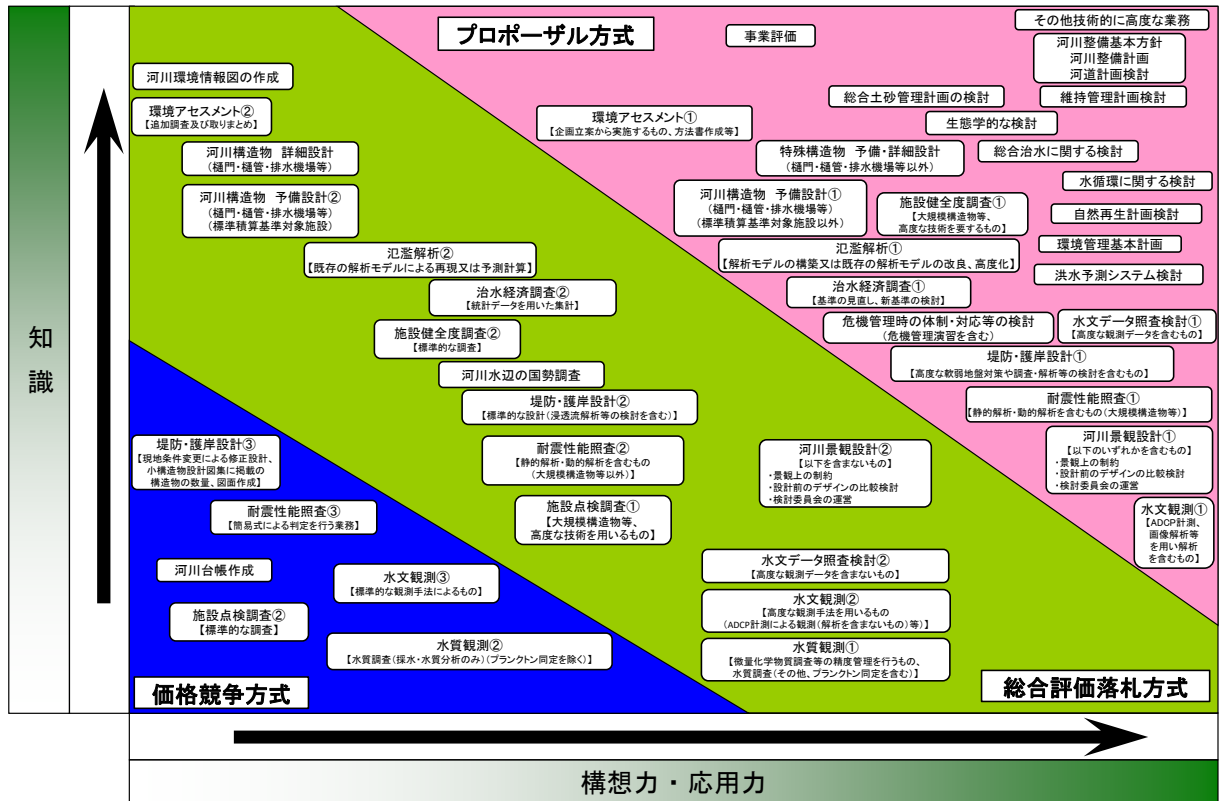 プロポーザル方式
事業評価
その他技術的に高度な業務
河川整備基本方針
河川整備計画
河道計画検討
河川環境情報図の作成
総合土砂管理計画の検討
維持管理計画検討
環境アセスメント②
【追加調査及び取りまとめ】
環境アセスメント①
【企画立案から実施するもの、方法書作成等】
生態学的な検討
河川構造物 詳細設計
(樋門・樋管・排水機場等)
特殊構造物 予備・詳細設計
(樋門・樋管・排水機場等以外)
総合治水に関する検討
水循環に関する検討
河川構造物 予備設計②
(樋門・樋管・排水機場等)
(標準積算基準対象施設)
河川構造物 予備設計①
(樋門・樋管・排水機場等)
(標準積算基準対象施設以外)
施設健全度調査①
【大規模構造物等、
高度な技術を要するもの】
自然再生計画検討
氾濫解析②
【既存の解析モデルによる再現又は予測計算】
氾濫解析①
【解析モデルの構築又は既存の解析モデルの改良、高度化】
環境管理基本計画
洪水予測システム検討
治水経済調査②
【統計データを用いた集計】
治水経済調査①
【基準の見直し、新基準の検討】
施設健全度調査②
【標準的な調査】
危機管理時の体制・対応等の検討
(危機管理演習を含む)
水文データ照査検討①
【高度な観測データを含むもの】
河川水辺の国勢調査
堤防・護岸設計①
【高度な軟弱地盤対策や調査・解析等の検討を含むもの】
堤防・護岸設計②
【標準的な設計(浸透流解析等の検討を含む)】
耐震性能照査①
【静的解析・動的解析を含むもの(大規模構造物等)】
堤防・護岸設計③
【現地条件変更による修正設計、
小構造物設計図集に掲載の
構造物の数量、図面作成】
耐震性能照査②
【静的解析・動的解析を含むもの
(大規模構造物等以外)】
河川景観設計②
【以下を含まないもの】
・景観上の制約
・設計前のデザインの比較検討
・検討委員会の運営
河川景観設計①
【以下のいずれかを含むもの】
・景観上の制約
・設計前のデザインの比較検討
・検討委員会の運営
耐震性能照査③
【簡易式による判定を行う業務】
施設点検調査①
【大規模構造物等、
高度な技術を用いるもの】
水文観測①
【ADCP計測、
画像解析等
を用い解析
を含むもの】
河川台帳作成
水文観測③
【標準的な観測手法によるもの】
水文データ照査検討②
【高度な観測データを含まないもの】
施設点検調査②
【標準的な調査】
水文観測②
【高度な観測手法を用いるもの
(ADCP計測による観測(解析を含まないもの)等)】
水質観測②
【水質調査(採水・水質分析のみ)(プランクトン同定を除く)】
水質観測①
【微量化学物質調査等の精度管理を行うもの、
水質調査(その他、プランクトン同定を含む)】
価格競争方式
総合評価落札方式
知識
構想力・応用力